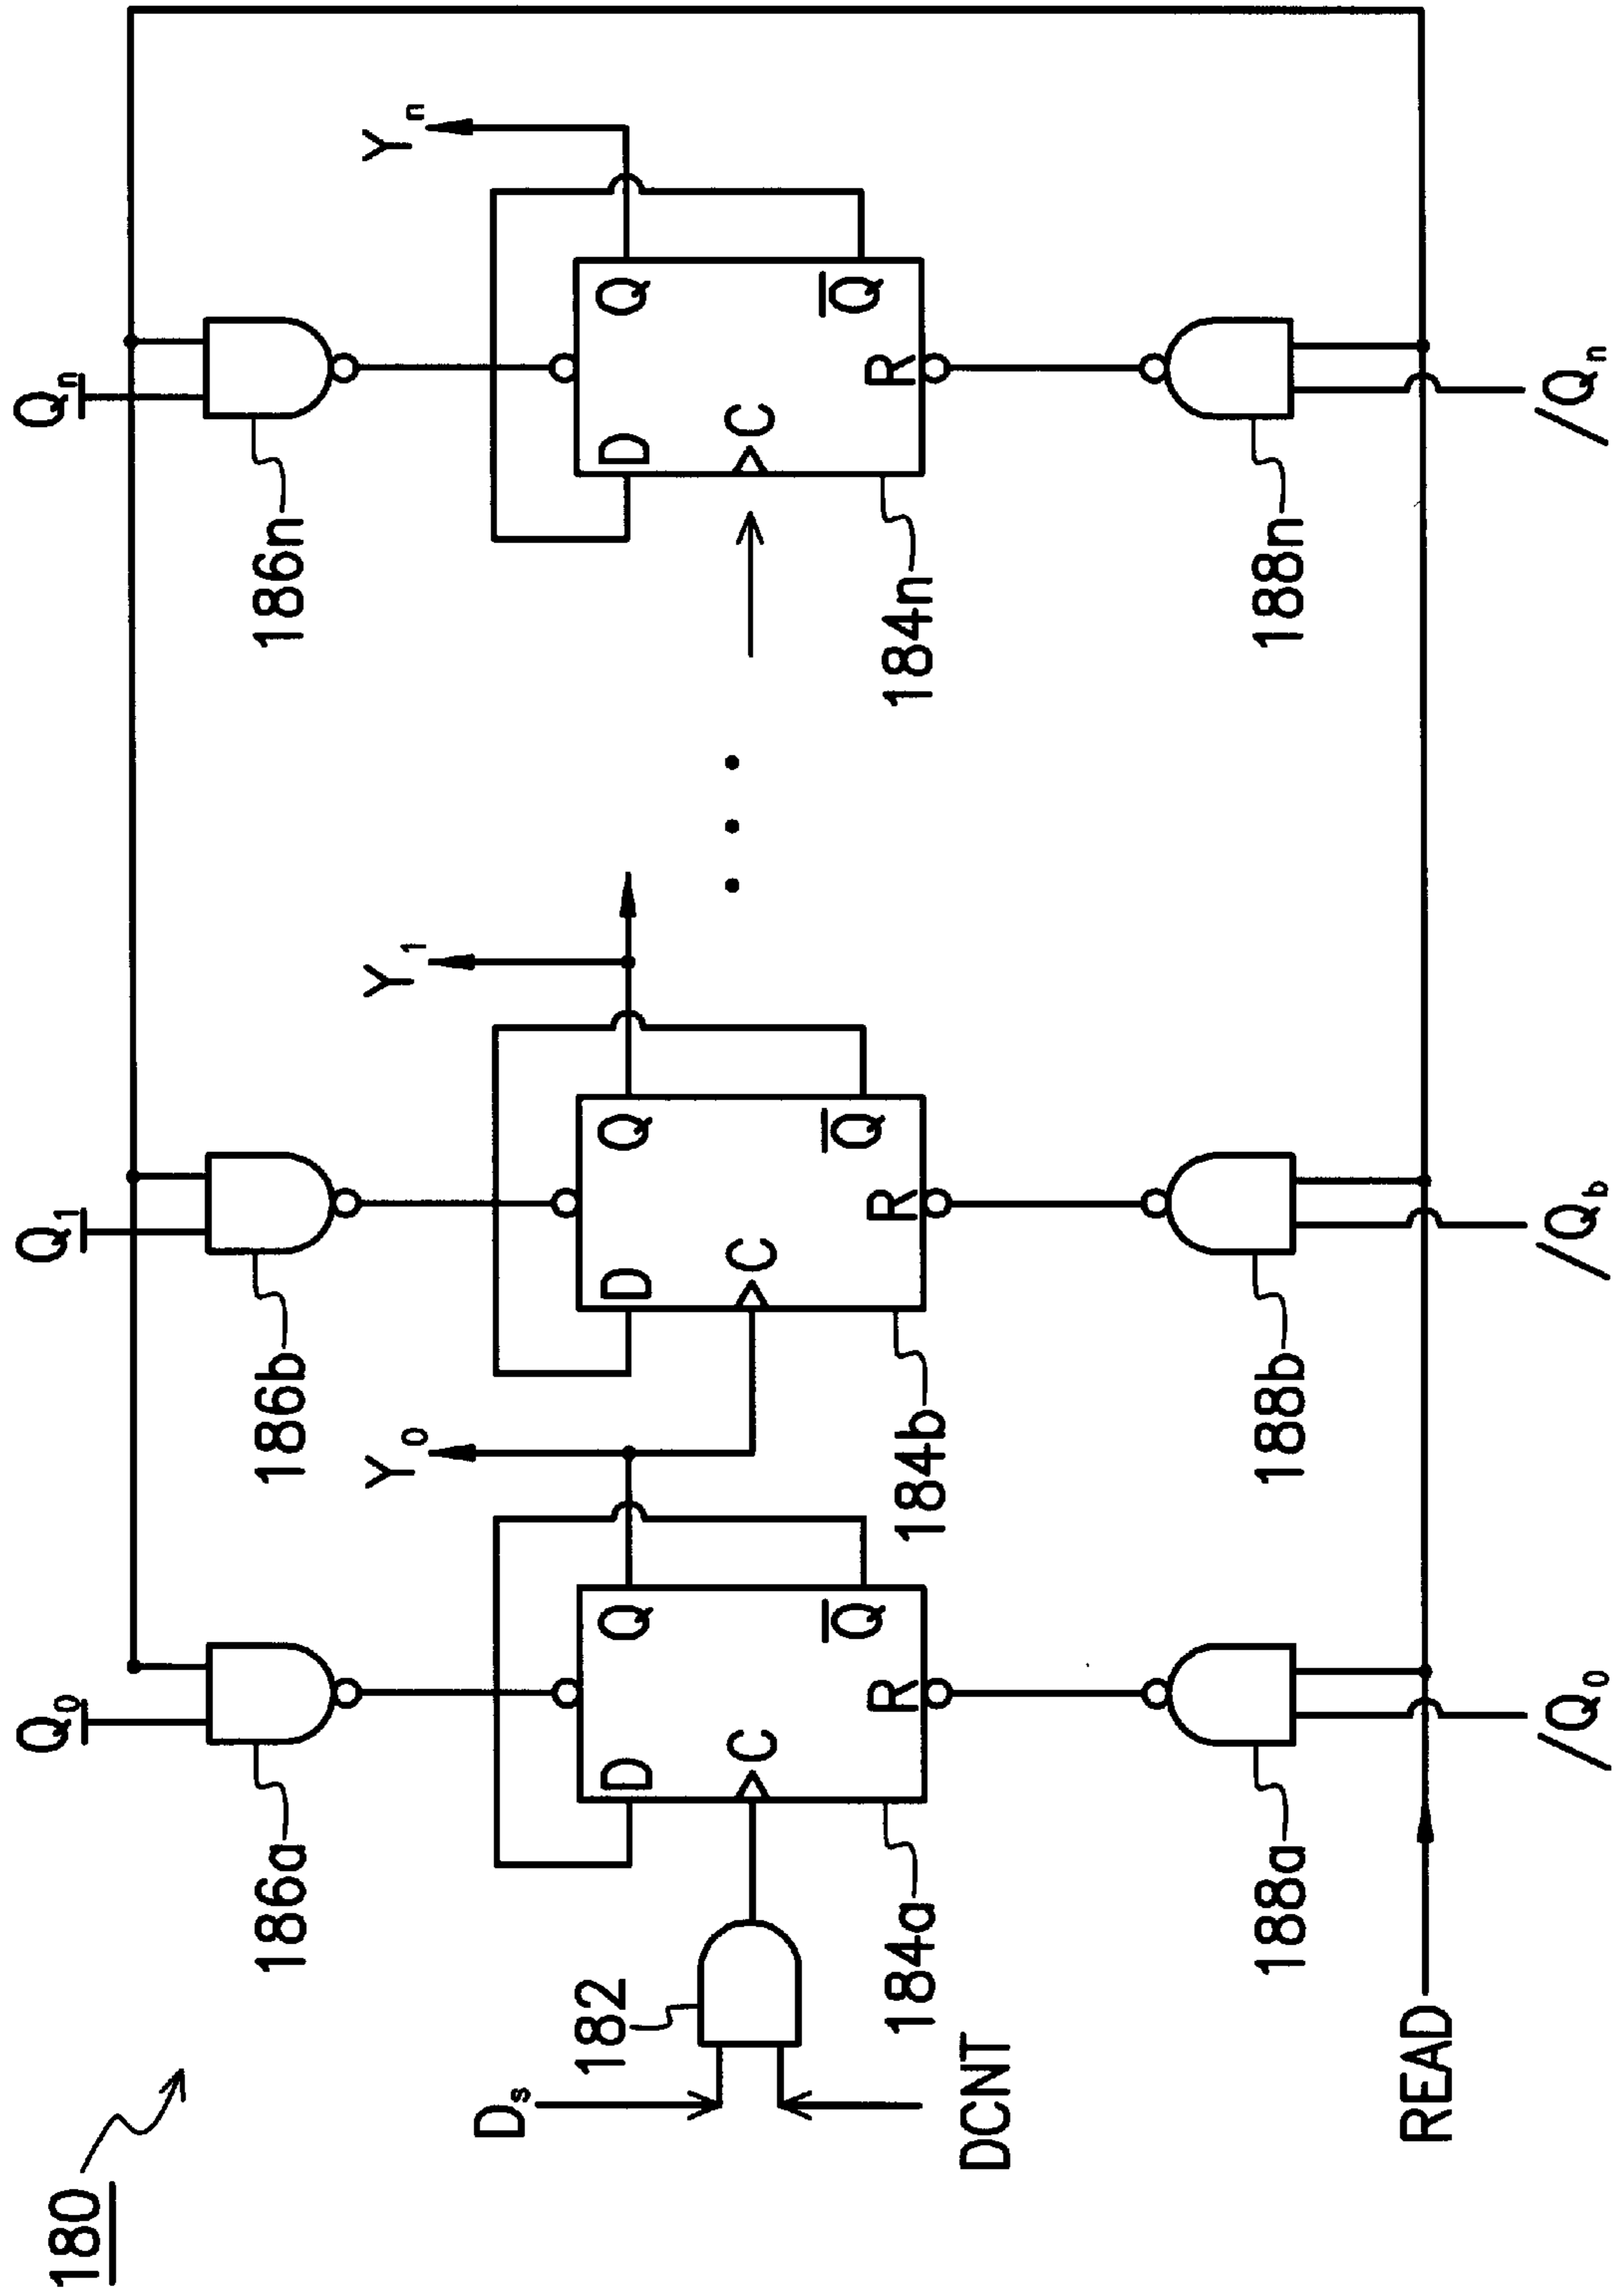 180
Q0
Q1
Qn
186a
186b
186n
Y0
Y1
Yn
D Q
C
R Q̅
D Q
C
R Q̅
D Q
C
R Q̅
Ds
182
DCNT
184a
184b
184n
188a
188b
188n
READ
/Q0
/Qb
/Qn